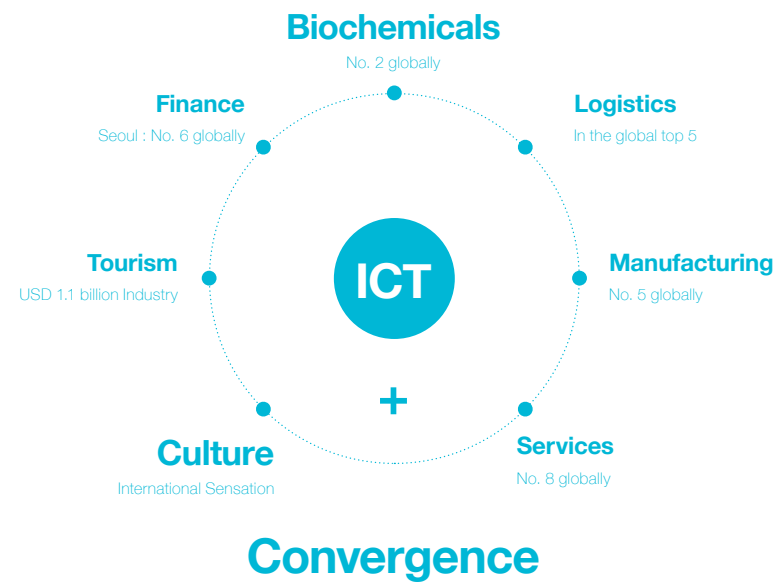 Biochemicals
No. 2 globally
Finance
Seoul : No. 6 globally
Logistics
In the global top 5
Tourism
USD 1.1 billion Industry
ICT
Manufacturing
No. 5 globally
+
Culture
International Sensation
Services
No. 8 globally
Convergence